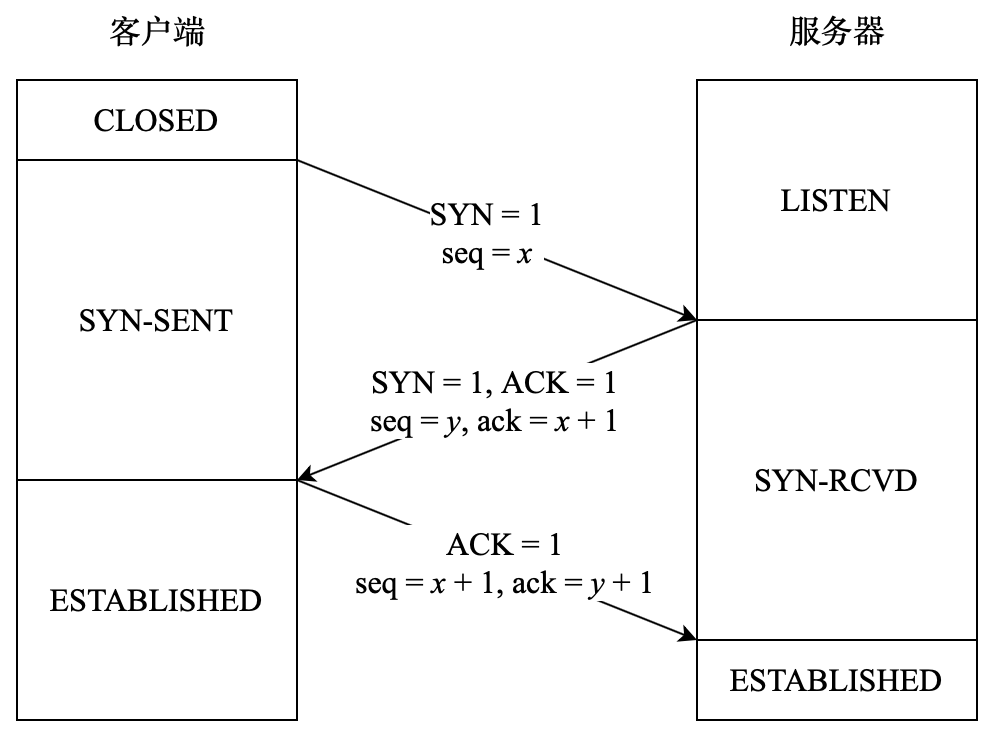 客户端
服务器
CLOSED
LISTEN
SYN = 1
seq = x
SYN-SENT
SYN = 1, ACK = 1
seq = y, ack = x + 1
SYN-RCVD
ACK = 1
seq = x + 1, ack = y + 1
ESTABLISHED
ESTABLISHED